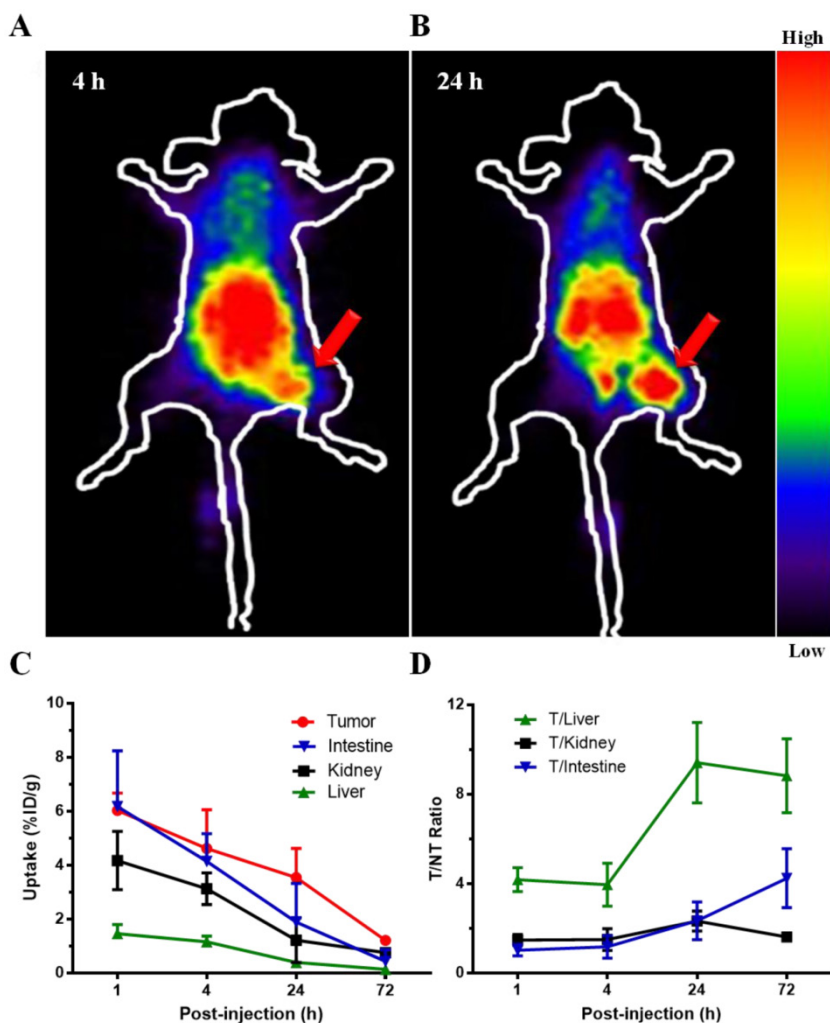 A
B
High
4 h
24 h
Low
C
D
10
8
6
4
2
0
Uptake (%ID/g)
Tumor
Intestine
Kidney
Liver
1
4
24
72
Post-injection (h)
12
8
4
0
T/NT Ratio
T/Liver
T/Kidney
T/Intestine
1
4
24
72
Post-injection (h)